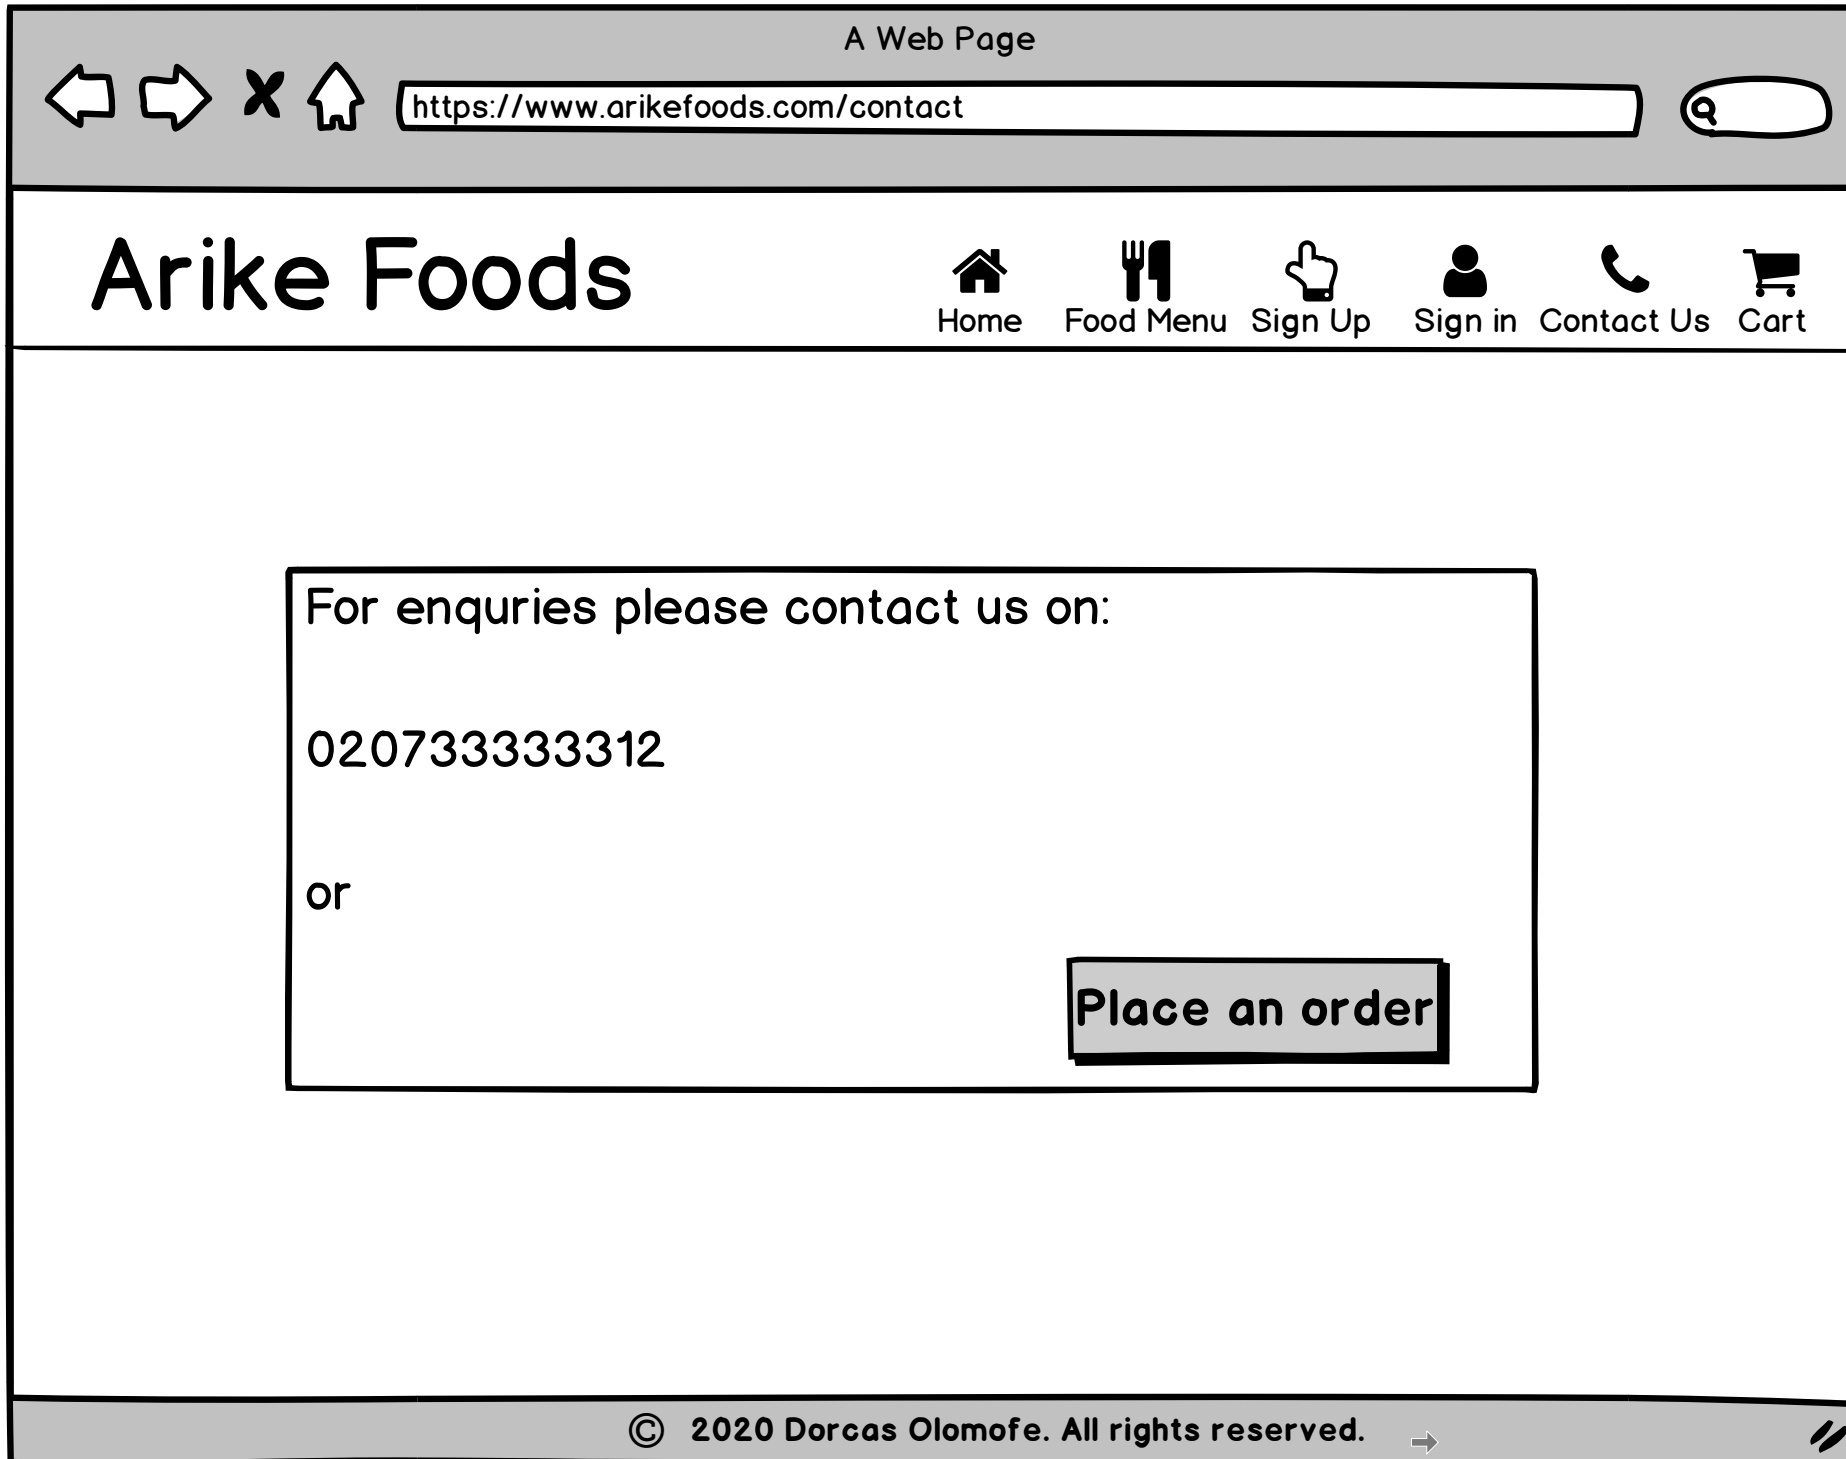 A Web Page
https://www.arikefoods.com/contact
Arike Foods
Home Food Menu Sign Up Sign in Contact Us Cart
For enquries please contact us on:
020733333312
or
Place an order
© 2020 Dorcas Olomofe. All rights reserved.